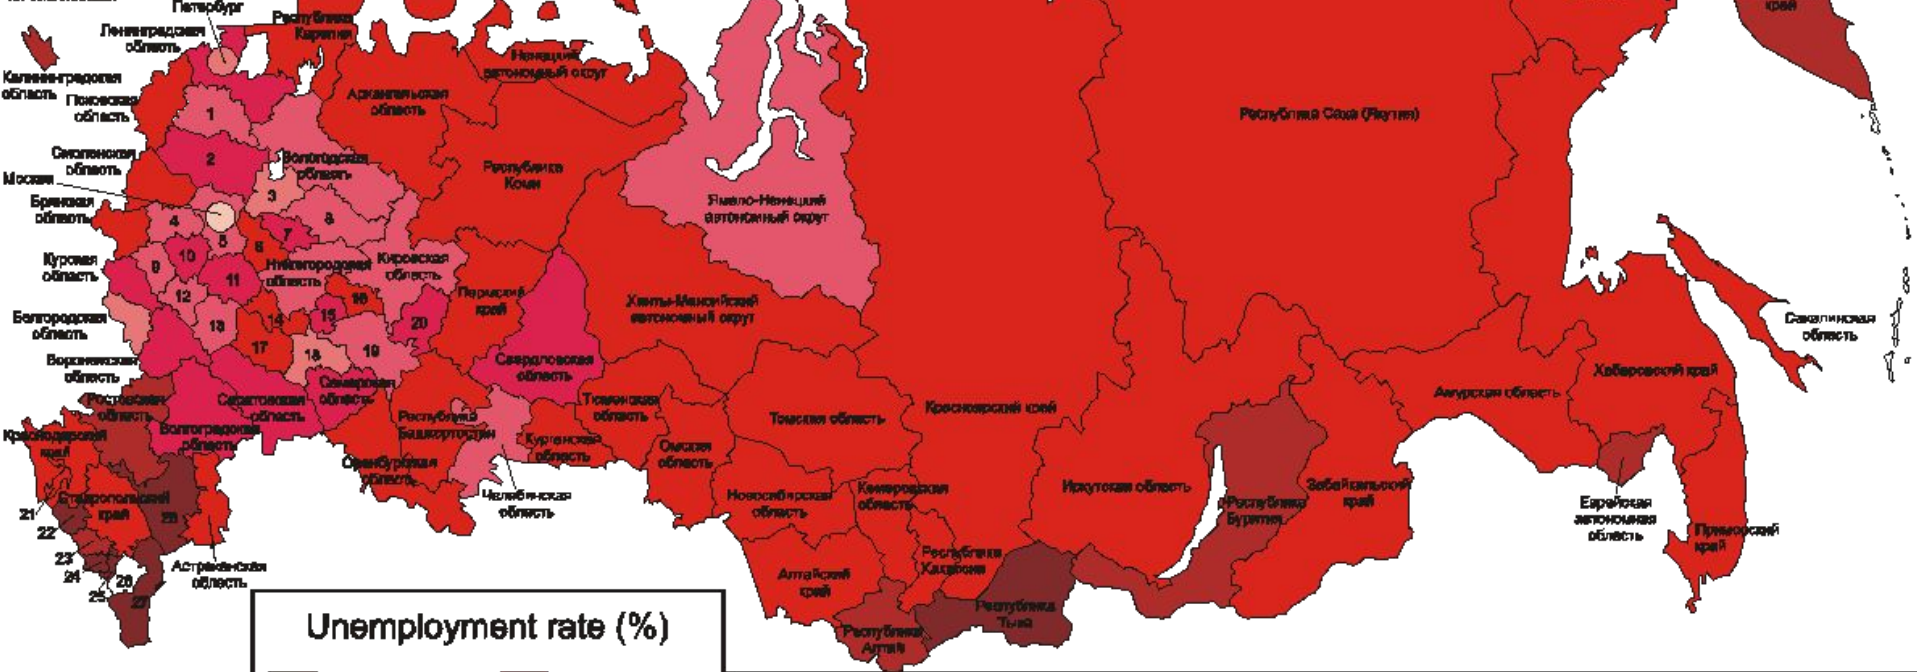 Петербург
Республика
Карелия
край
Ленинградская
область
Ненецкий
автономный округ
Калининградская
область
Псковская
область
Архангельская
область
1
Республика Саха (Якутия)
Смоленская
область
2
Вологодская
область
Республика
Коми
Москва
3
Ямало-Ненецкий
автономный округ
Брянская
область
4
8
5
6
7
Курская
область
9
10
11
Нижегородская
область
Кировская
область
12
13
14
15
16
Пермский
край
20
Ханты-Мансийский
автономный округ
Белгородская
область
17
18
19
Сахалинская
область
Воронежская
область
Свердловская
область
Самарская
область
Хабаровский край
Амурская область
Ростовская
область
Саратовская
область
Республика
Башкортостан
Тюменская
область
Томская область
Красноярский край
Краснодарский
край
Волгоградская
область
Курганская
область
Омская
область
Оренбургская
область
Челябинская
область
Новосибирская
область
Кемеровская
область
Иркутская область
Республика
Бурятия
Забайкальский
край
Еврейская
автономная
область
Приморский
край
Ставропольский
край
21
22
23
24
25
26
27
28
Астраханская
область
Алтайский
край
Республика
Хакасия
Республика
Тыва
Республика
Алтай
Unemployment rate (%)